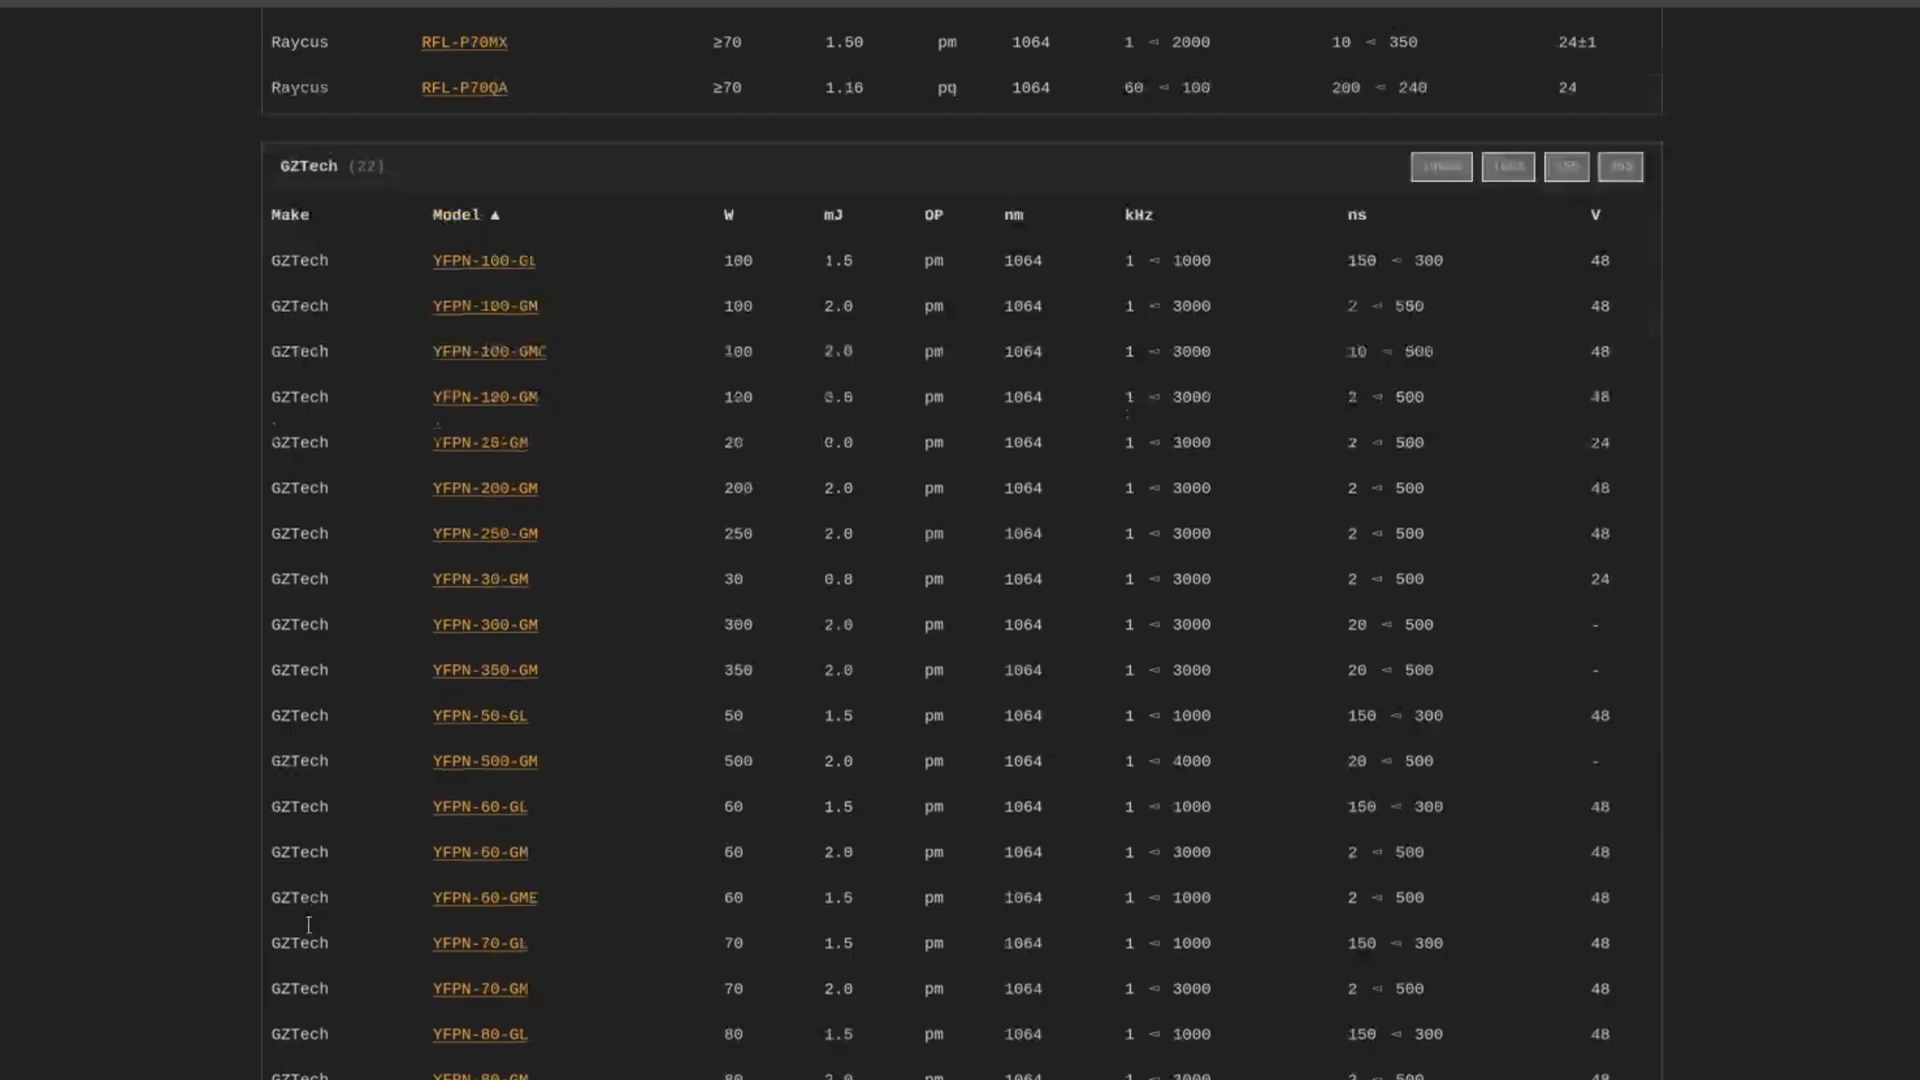 Raycus RFL-P70MX ≥70 1.50 pm 1064 1 ⊲ 2000 10 ⊲ 350 24±1
Raycus RFL-P70QA ≥70 1.16 pq 1064 60 ⊲ 100 200 ⊲ 240 24
GZTech (22)
Make Model ▲ W mJ OP nm kHz ns V
GZTech YFPN-100-GL 100 1.5 pm 1064 1 ⊲ 1000 150 ⊲ 300 48
GZTech YFPN-100-GM 100 2.0 pm 1064 1 ⊲ 3000 2 ⊲ 550 48
GZTech YFPN-100-GMC 100 2.0 pm 1064 1 ⊲ 3000 10 ⊲ 500 48
GZTech pm 1064 1 ⊲ 3000 2 ⊲ 500 48
GZTech 20 pm 1064 1 ⊲ 3000 2 ⊲ 500 24
GZTech YFPN-200-GM 200 2.0 pm 1064 1 ⊲ 3000 2 ⊲ 500 48
GZTech YFPN-250-GM 250 2.0 pm 1064 1 ⊲ 3000 2 ⊲ 500 48
GZTech YFPN-30-GM 30 0.8 pm 1064 1 ⊲ 3000 2 ⊲ 500 24
GZTech YFPN-300-GM 300 2.0 pm 1064 1 ⊲ 3000 20 ⊲ 500 -
GZTech YFPN-350-GM 350 2.0 pm 1064 1 ⊲ 3000 20 ⊲ 500 -
GZTech YFPN-50-GL 50 1.5 pm 1064 1 ⊲ 1000 150 ⊲ 300 48
GZTech YFPN-500-GM 500 2.0 pm 1064 1 ⊲ 4000 20 ⊲ 500 -
GZTech YFPN-60-GL 60 1.5 pm 1064 1 ⊲ 1000 150 ⊲ 300 48
GZTech YFPN-60-GM 60 2.0 pm 1064 1 ⊲ 3000 2 ⊲ 500 48
GZTech YFPN-60-GME 60 1.5 pm 1064 1 ⊲ 1000 2 ⊲ 500 48
GZTech YFPN-70-GL 70 1.5 pm 1064 1 ⊲ 1000 150 ⊲ 300 48
GZTech YFPN-70-GM 70 2.0 pm 1064 1 ⊲ 3000 2 ⊲ 500 48
GZTech YFPN-80-GL 80 1.5 pm 1064 1 ⊲ 1000 150 ⊲ 300 48
GZTech YFPN-80-GM 80 2.0 pm 1064 1 ⊲ 3000 2 ⊲ 500 48